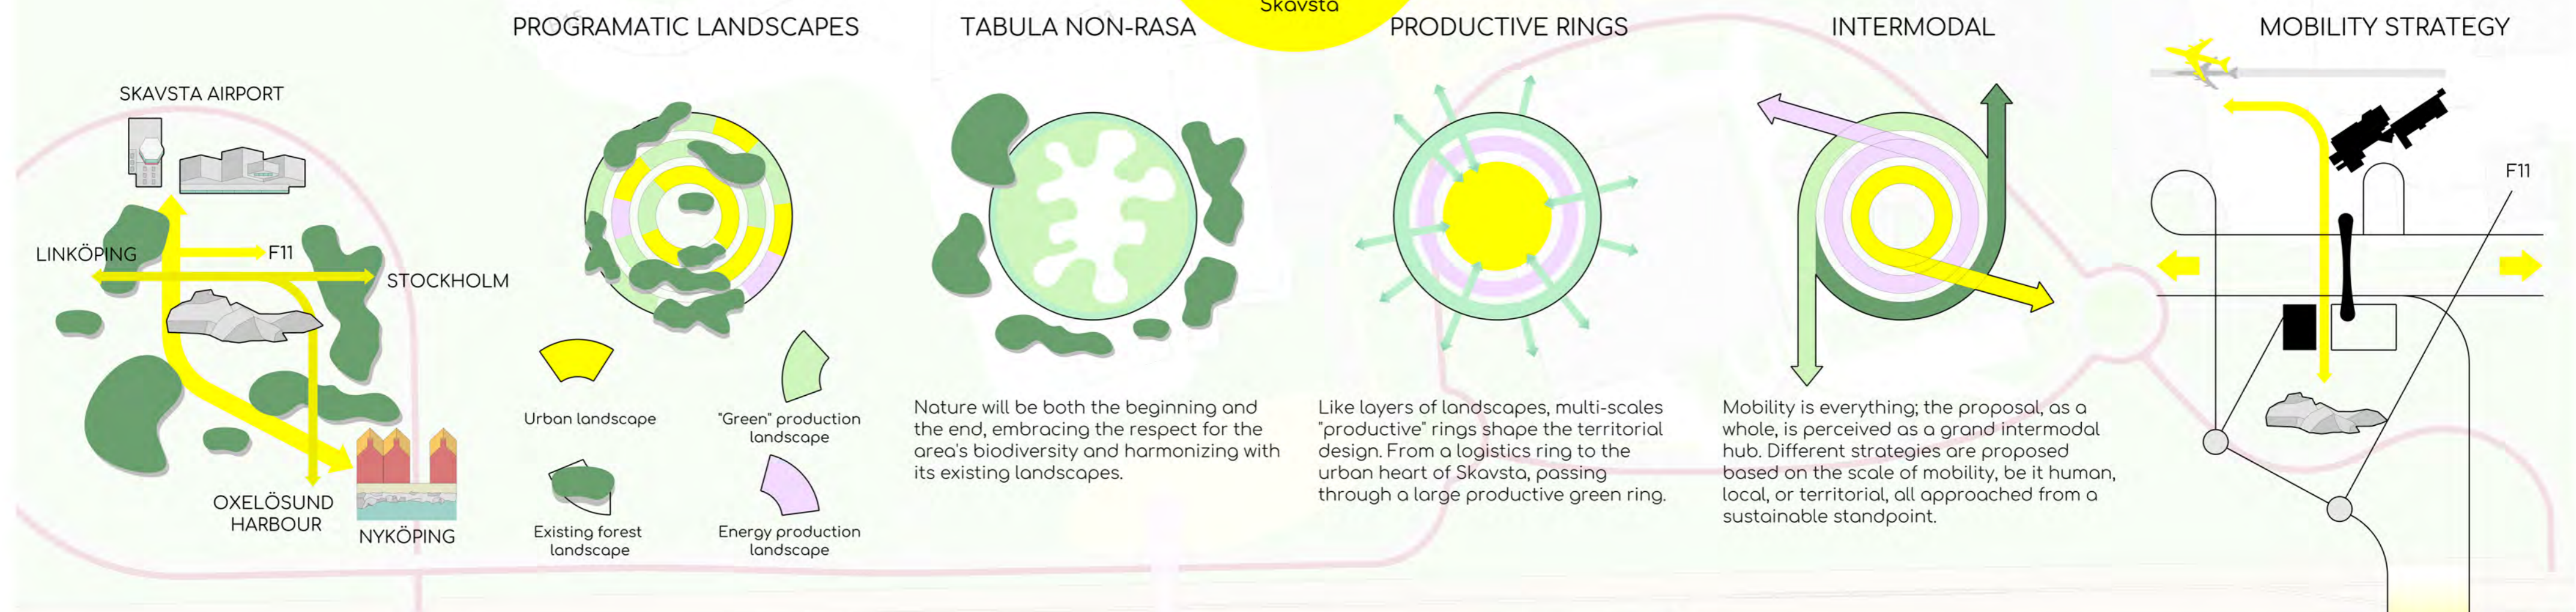 Skavsta
PROGRAMATIC LANDSCAPES
TABULA NON-RASA
PRODUCTIVE RINGS
INTERMODAL
MOBILITY STRATEGY
SKAVSTA AIRPORT
LINKÖPING
F11
STOCKHOLM
OXELÖSUND
HARBOUR
NYKÖPING
Urban landscape
"Green" production
landscape
Existing forest
landscape
Energy production
landscape
Nature will be both the beginning and
the end, embracing the respect for the
area's biodiversity and harmonizing with
its existing landscapes.
Like layers of landscapes, multi-scales
"productive" rings shape the territorial
design. From a logistics ring to the
urban heart of Skavsta, passing
through a large productive green ring.
Mobility is everything; the proposal, as a
whole, is perceived as a grand intermodal
hub. Different strategies are proposed
based on the scale of mobility, be it human,
local, or territorial, all approached from a
sustainable standpoint.
F11